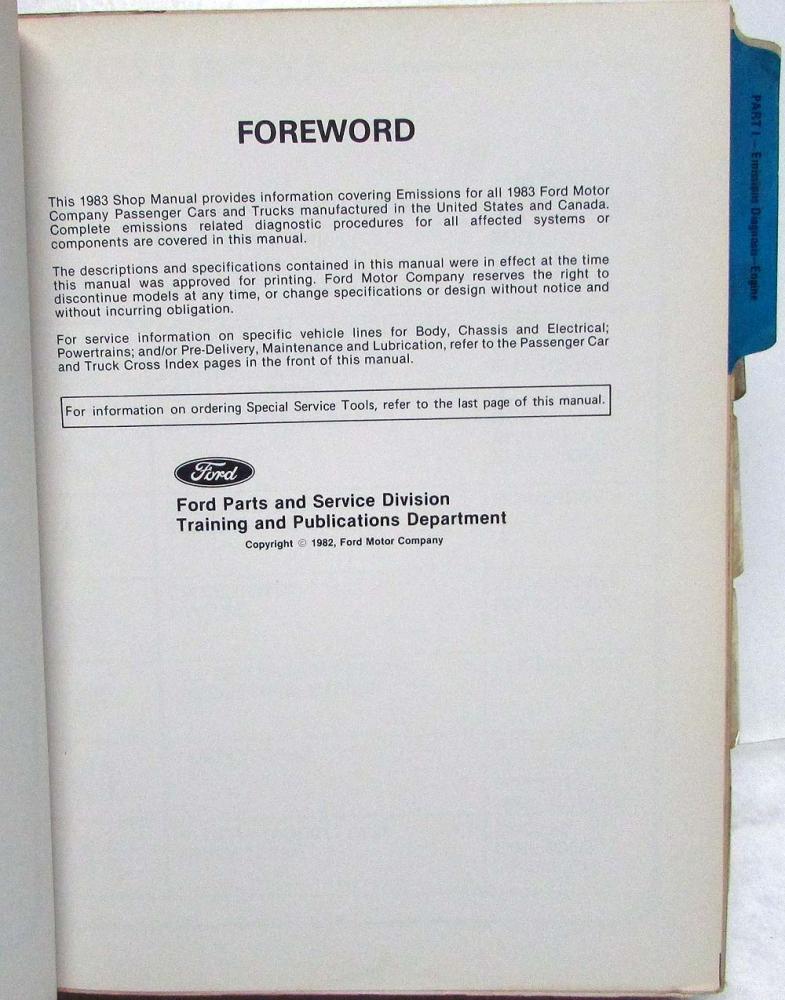 FOREWORD
This 1983 Shop Manual provides information covering Emissions for all 1983 Ford Motor
Company Passenger Cars and Trucks manufactured in the United States and Canada.
Complete emissions related diagnostic procedures for all affected systems or
components are covered in this manual.
The descriptions and specifications contained in this manual were in effect at the time
this manual was approved for printing. Ford Motor Company reserves the right to
discontinue models at any time, or change specifications or design without notice and
without incurring obligation.
For service information on specific vehicle lines for Body, Chassis and Electrical;
Powertrains; and/or Pre-Delivery, Maintenance and Lubrication, refer to the Passenger Car
and Truck Cross Index pages in the front of this manual.
For information on ordering Special Service Tools, refer to the last page of this manual.
Ford
Ford Parts and Service Division
Training and Publications Department
Copyright © 1982, Ford Motor Company
PART I — Emissions Diagnosis—Engine